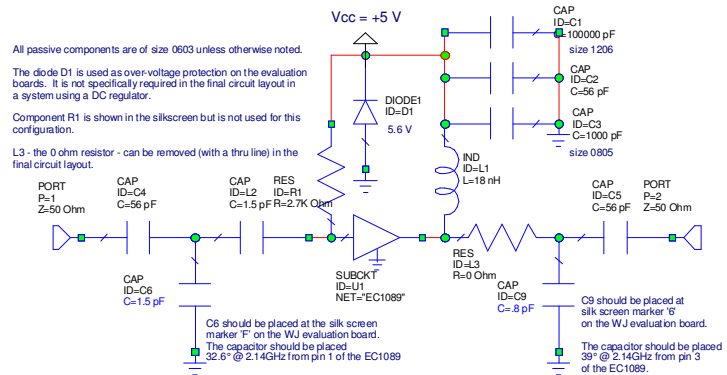 Vcc = +5 V
CAP
ID=C1
C=100000 pF
size 1206
All passive components are of size 0603 unless otherwise noted.
The diode D1 is used as over-voltage protection on the evaluation
boards. It is not specifically required in the final circuit layout in
a system using a DC regulator.
Component R1 is shown in the silkscreen but is not used for this
configuration.
L3 - the 0 ohm resistor - can be removed (with a thru line) in the
final circuit layout.
CAP
ID=C2
C=56 pF
DIODE1
ID=D1
5.6 V
CAP
ID=C3
C=1000 pF
size 0805
IND
ID=L1
L=18 nH
PORT
P=1
Z=50 Ohm
CAP
ID=C4
C=56 pF
CAP
ID=L2
C=1.5 pF
RES
ID=R1
R=2.7K Ohm
CAP
ID=C5
C=56 pF
PORT
P=2
Z=50 Ohm
CAP
ID=C6
C=1.5 pF
SUBCKT
ID=U1
NET="EC1089"
RES
ID=L3
R=0 Ohm
CAP
ID=C9
C=.8 pF
C6 should be placed at the silk screen
marker 'F' on the WJ evaluation board.
The capacitor should be placed
32.6° @ 2.14GHz from pin 1 of the EC1089
C9 should be placed at
silk screen marker '6'
on the WJ evaluation board.
The capacitor should be placed
39° @ 2.14GHz from pin 3
of the EC1089.